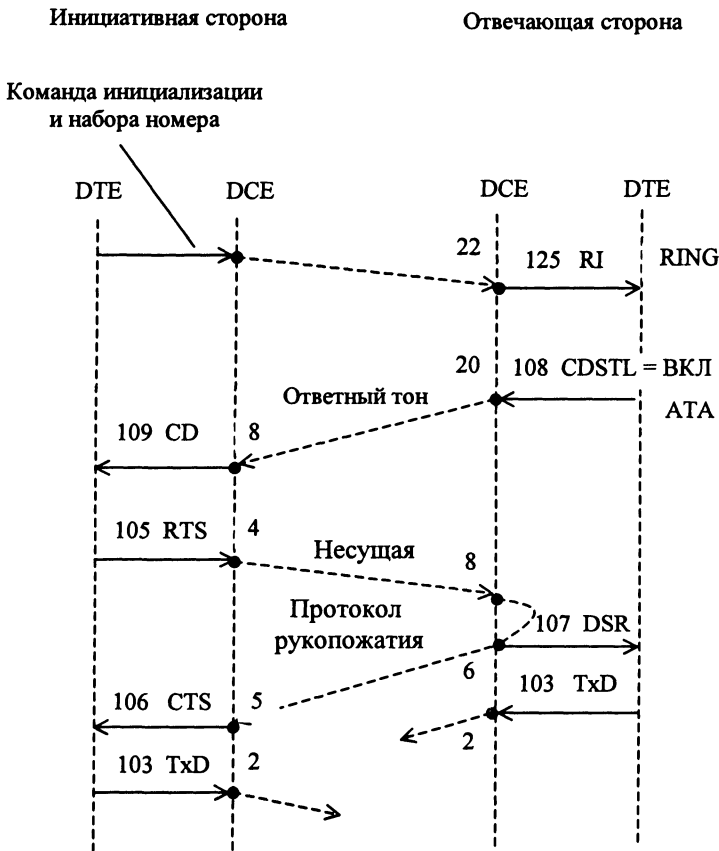 Инициативная сторона
Отвечающая сторона
Команда инициализации
и набора номера
DTE
DCE
DCE
DTE
22
125 RI
RING
20
108 CDSTL = ВКЛ
Ответный тон
АТА
109 CD
8
105 RTS
4
Несущая
8
Протокол
рукопожатия
107 DSR
6
103 TxD
106 CTS
5
2
103 TxD
2